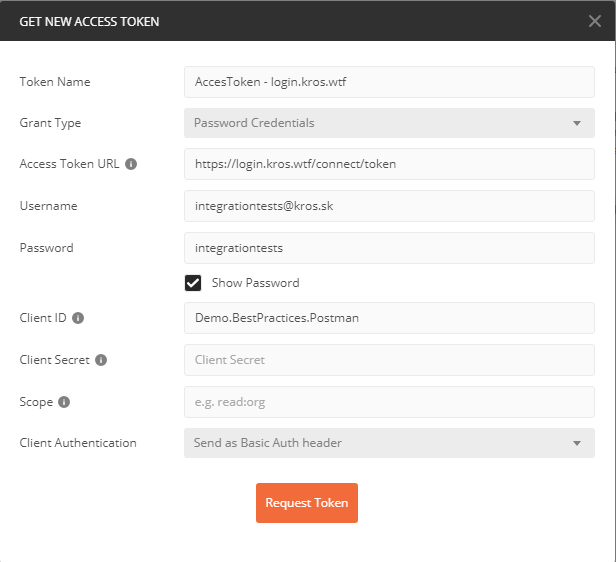 GET NEW ACCESS TOKEN
Token Name AccesToken - login.kros.wtf
Grant Type Password Credentials
Access Token URL https://login.kros.wtf/connect/token
Username integrationtests@kros.sk
Password integrationtests
Show Password
Client ID Demo.BestPractices.Postman
Client Secret Client Secret
Scope e.g. read:org
Client Authentication Send as Basic Auth header
Request Token